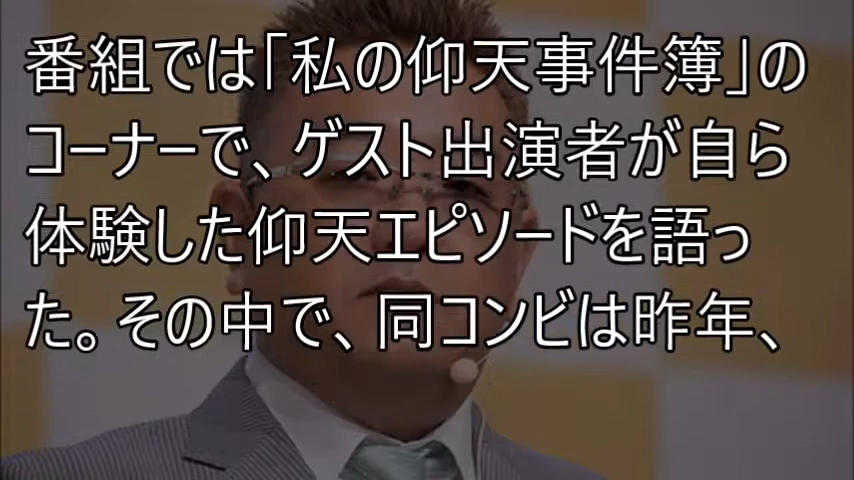 番組では「私の仰天事件簿」の
コーナーで、ゲスト出演者が自ら
体験した仰天エピソードを語っ
た。その中で、同コンビは昨年、